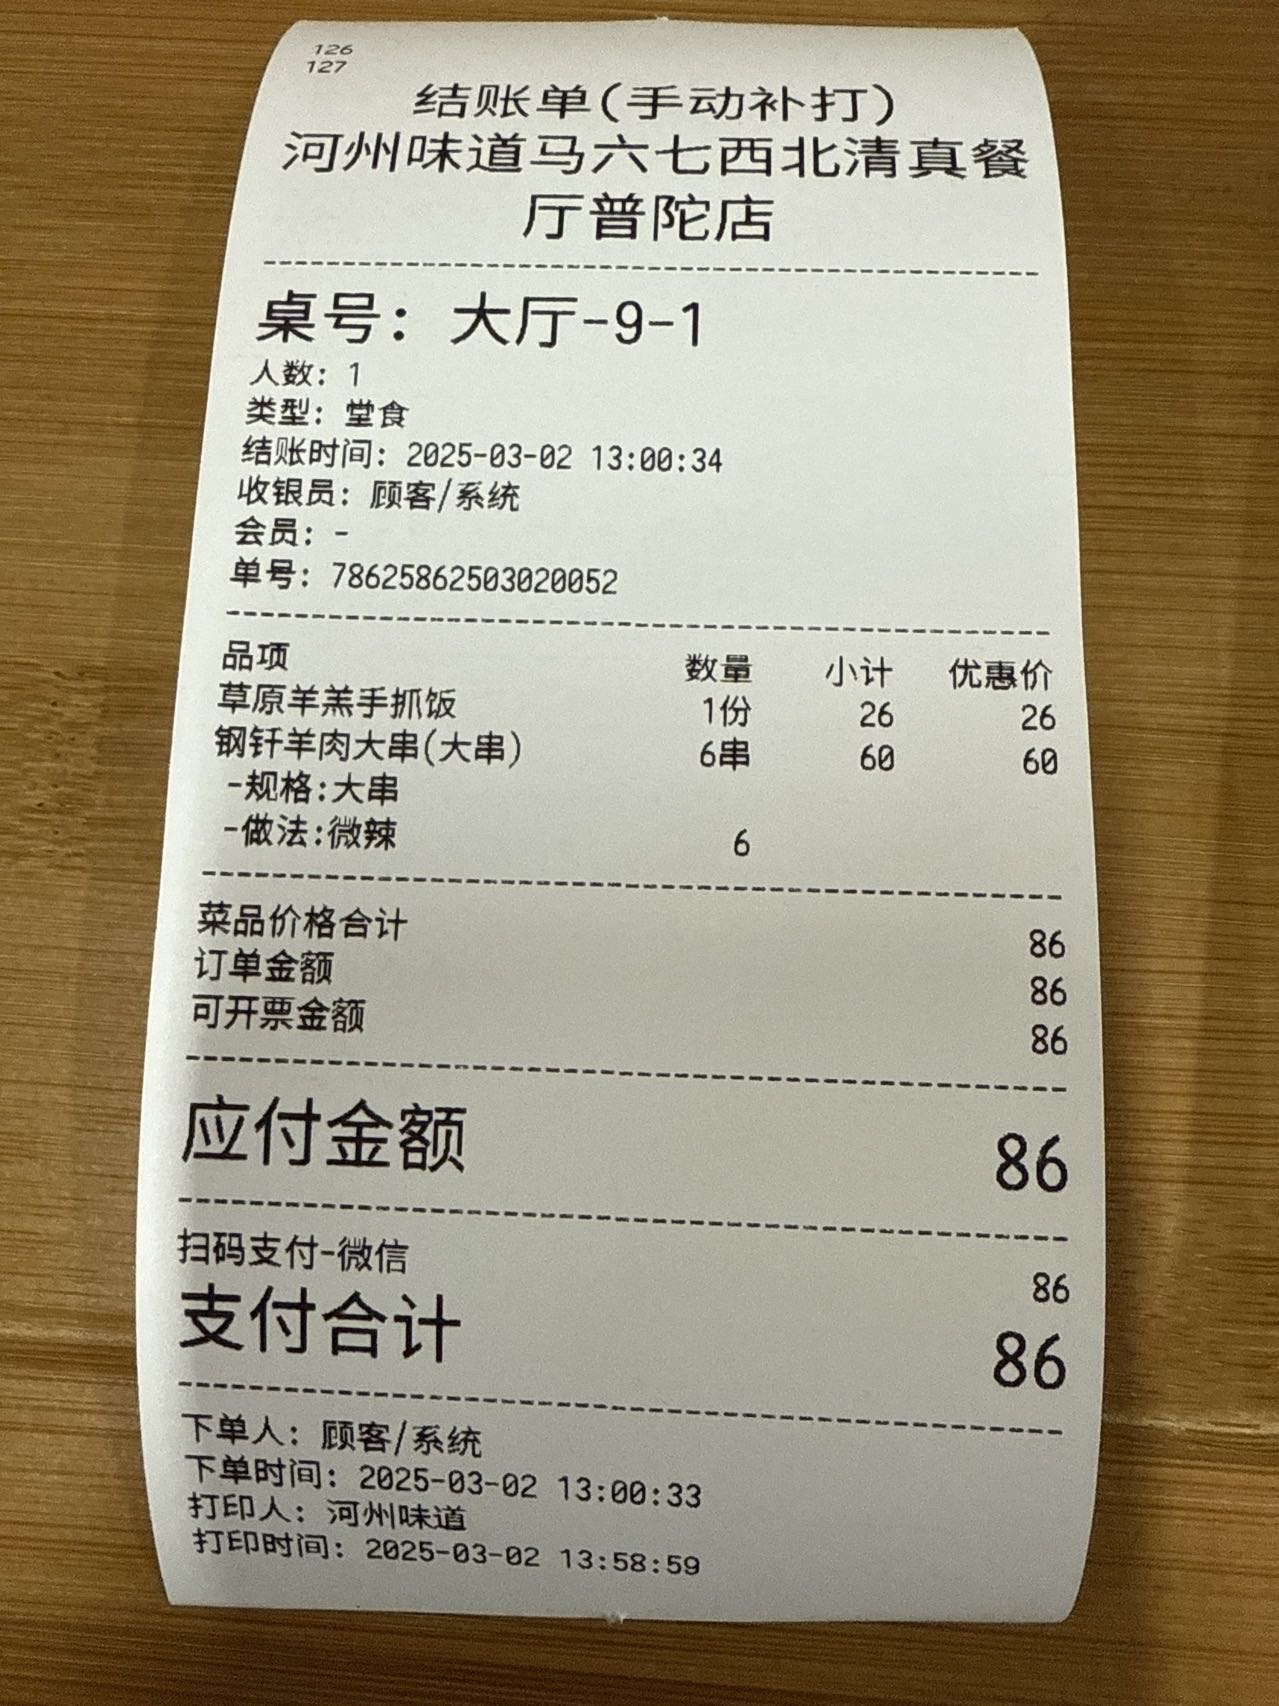 126
127
结账单(手动补打)
河州味道马六七西北清真餐
厅普陀店
桌号: 大厅-9-1
人数: 1
类型: 堂食
结账时间: 2025-03-02 13:00:34
收银员: 顾客/系统
会员: -
单号: 78625862503020052
品项 数量 小计 优惠价
草原羊羔手抓饭 1份 26 26
钢钎羊肉大串(大串) 6串 60 60
-规格:大串
-做法:微辣 6
菜品价格合计 86
订单金额 86
可开票金额 86
应付金额 86
扫码支付-微信 86
支付合计 86
下单人: 顾客/系统
下单时间: 2025-03-02 13:00:33
打印人: 河州味道
打印时间: 2025-03-02 13:58:59